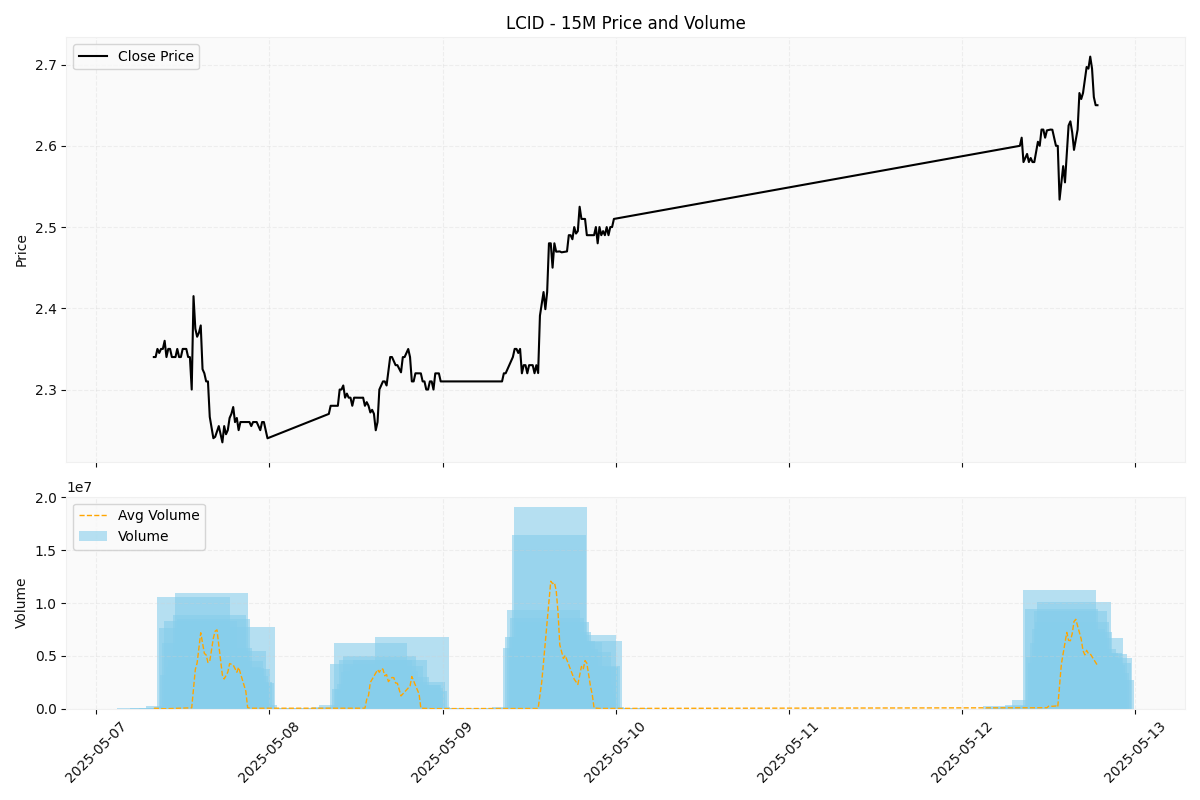 LCID - 15M Price and Volume
Close Price
Price
2.7
2.6
2.5
2.4
2.3
1e7
Avg Volume
Volume
Volume
2.0
1.5
1.0
0.5
0.0
2025-05-07
2025-05-08
2025-05-09
2025-05-10
2025-05-11
2025-05-12
2025-05-13